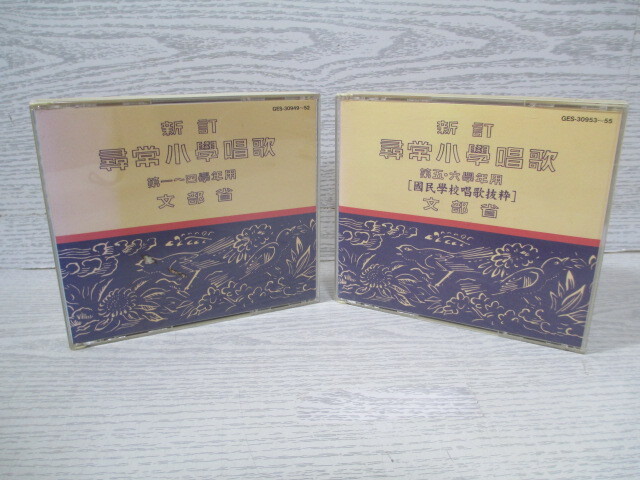 GES-30949~52
新訂
尋常小學唱歌
第一~四學年用
文部省
GES-30953~55
新訂
尋常小學唱歌
第五・六學年用
[國民學校唱歌抜粋]
文部省